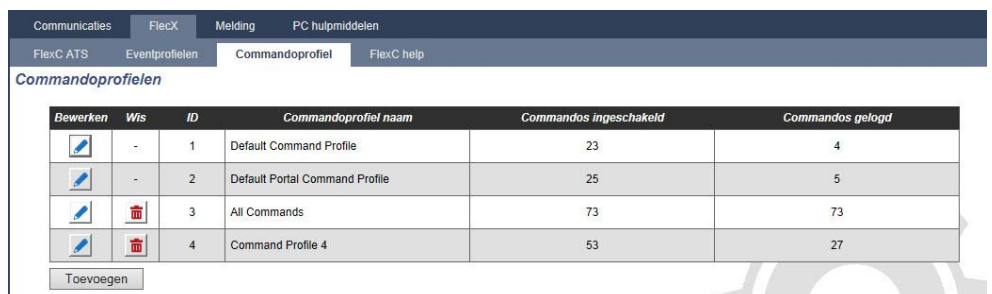 Communicaties FlecX Melding PC hulpmiddelen
FlexC ATS Eventprofielen Commandoprofiel FlexC help
Commandoprofielen
Bewerken Wis ID Commandoprofiel naam Commandos ingeschakeld Commandos gelogd
- 1 Default Command Profile 23 4
- 2 Default Portal Command Profile 25 5
3 All Commands 73 73
4 Command Profile 4 53 27
Toevoegen